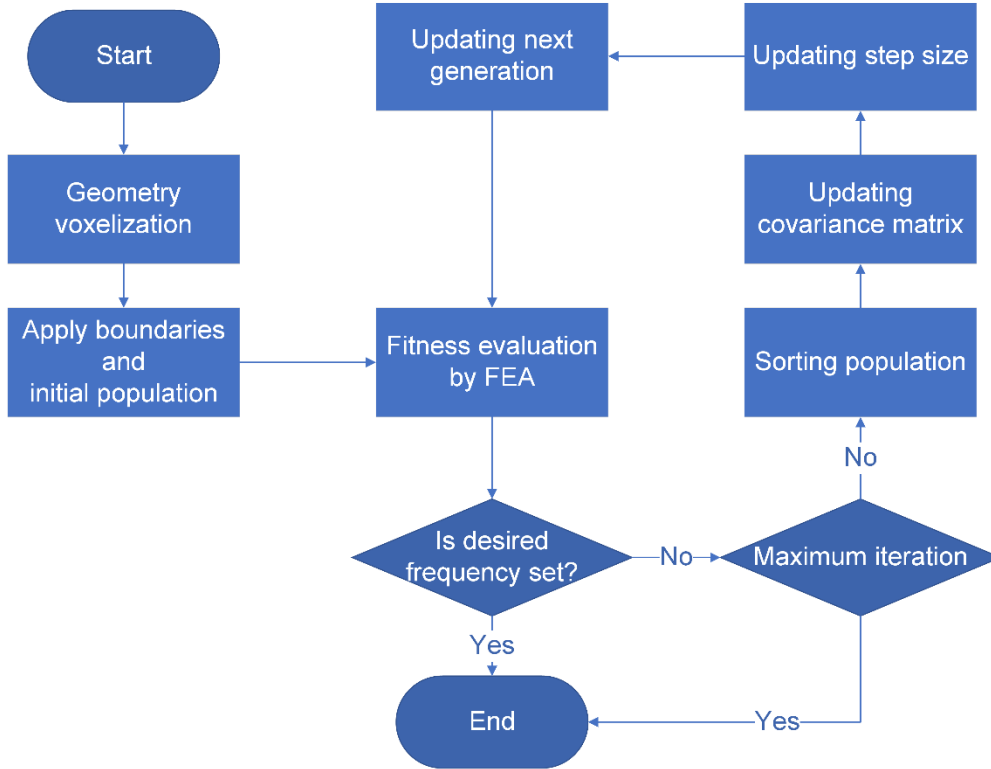 Start
Geometry
voxelization
Apply boundaries
and
initial population
Updating next
generation
Fitness evaluation
by FEA
Is desired
frequency set?
No
Yes
End
Updating step size
Updating
covariance matrix
Sorting population
No
Maximum iteration
Yes